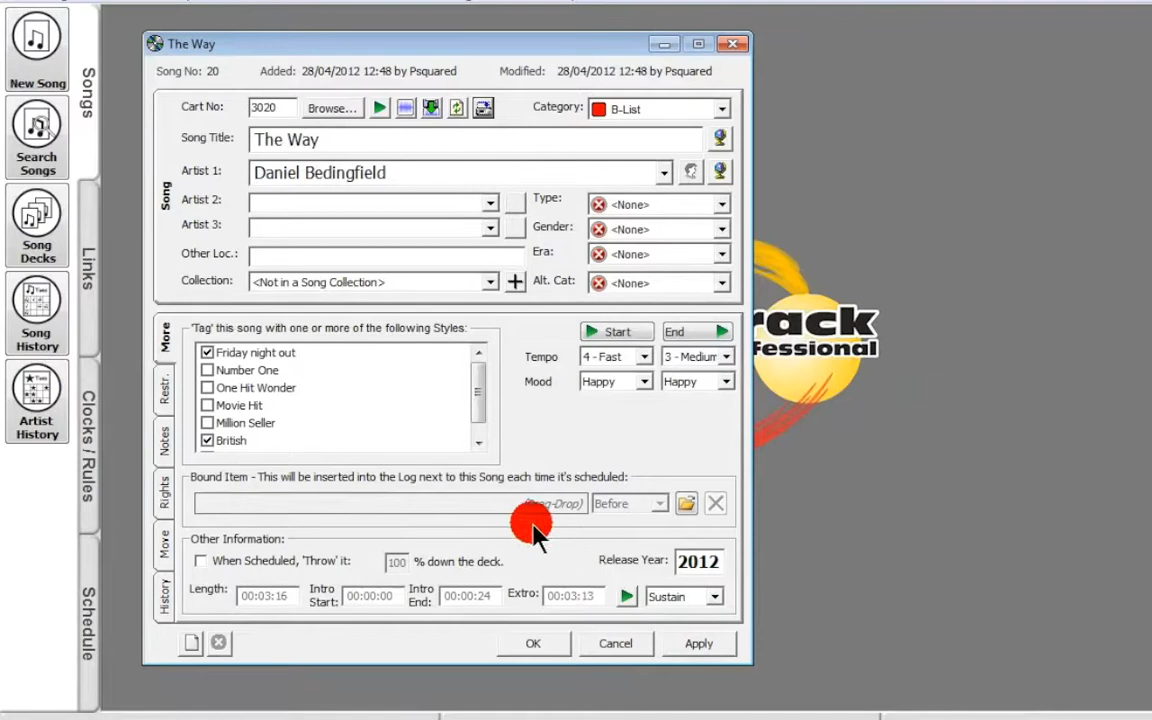 The Way
Song No: 20 Added: 28/04/2012 12:48 by Psquared Modified: 28/04/2012 12:48 by Psquared
New Song
Search Songs
Song Decks
Song History
Artist History
Songs
Links
Clocks / Rules
Schedule
Song
Cart No: 3020 Browse... Category: B-List
Song Title: The Way
Artist 1: Daniel Bedingfield
Artist 2: Type: <None>
Artist 3: Gender: <None>
Other Loc.: Era: <None>
Collection: <Not in a Song Collection> Alt. Cat: <None>
More
Restr.
Notes
Rights
Move
History
'Tag' this song with one or more of the following Styles:
Friday night out
Number One
One Hit Wonder
Movie Hit
Million Seller
British
Start End
Tempo 4 - Fast 3 - Medium
Mood Happy Happy
Bound Item - This will be inserted into the Log next to this Song each time it's scheduled:
Before
Other Information:
When Scheduled, 'Throw' it: 100 % down the deck. Release Year: 2012
Length: 00:03:16 Intro Start: 00:00:00 Intro End: 00:00:24 Extro: 00:03:13 Sustain
OK Cancel Apply
rack
fessional